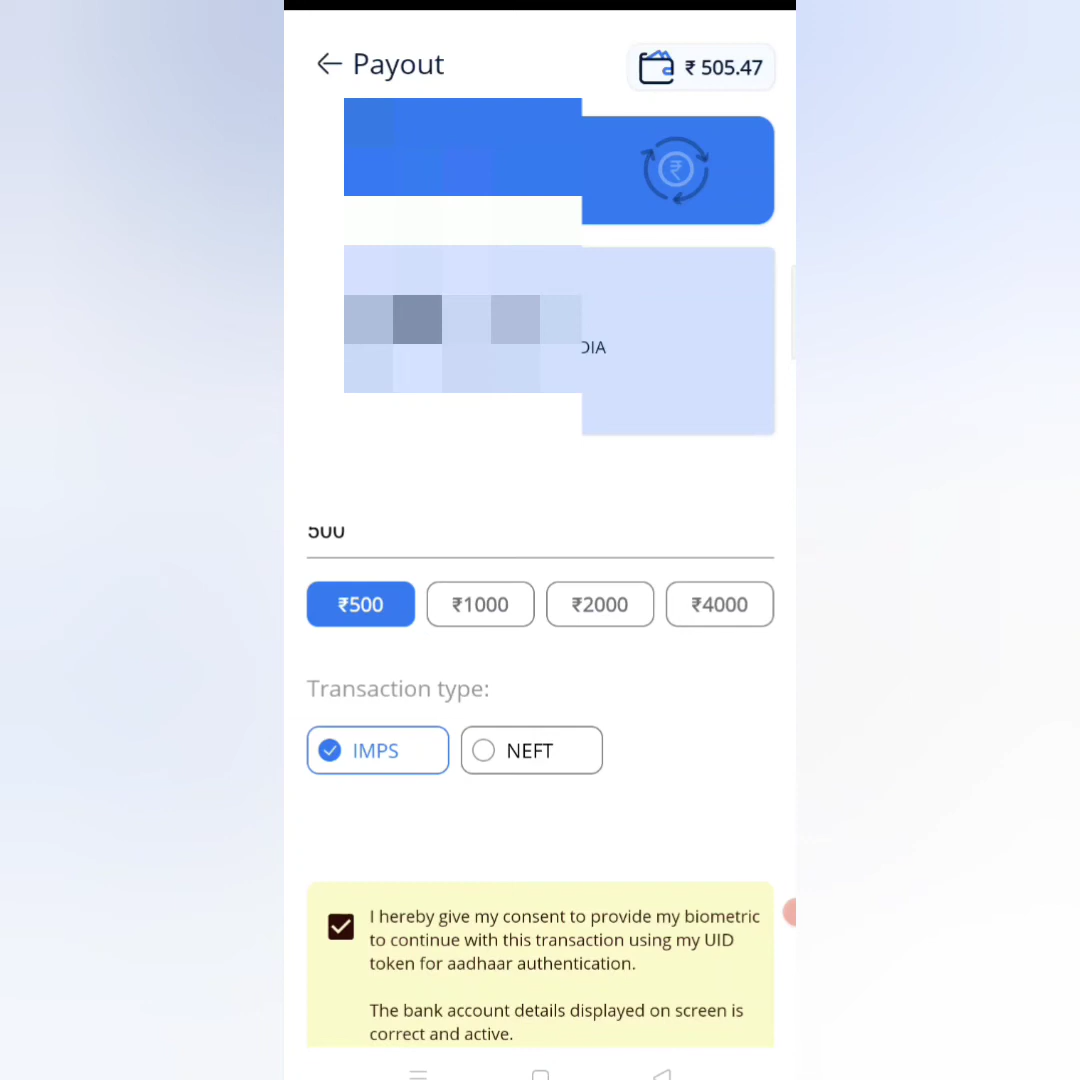 Payout
₹ 505.47
DIA
500
₹500 ₹1000 ₹2000 ₹4000
Transaction type:
IMPS NEFT
I hereby give my consent to provide my biometric
to continue with this transaction using my UID
token for aadhaar authentication.
The bank account details displayed on screen is
correct and active.